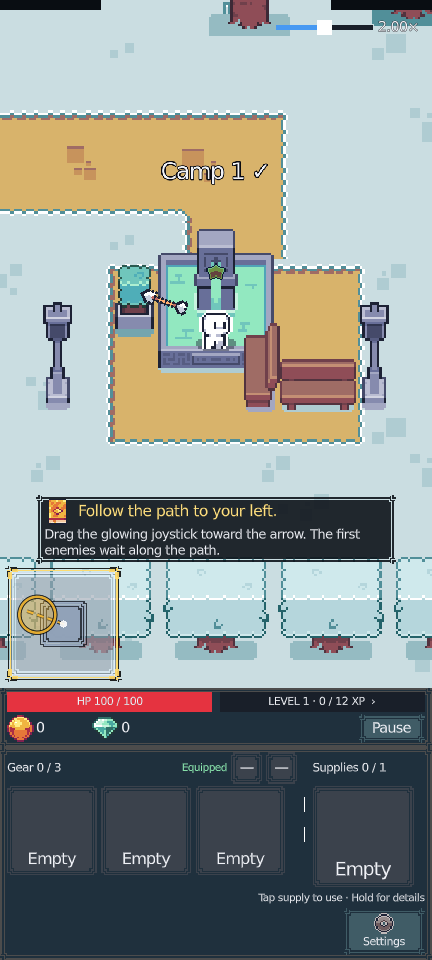 2.00×
Camp 1 ✓
Follow the path to your left.
Drag the glowing joystick toward the arrow. The first
enemies wait along the path.
HP 100 / 100
LEVEL 1 · 0 / 12 XP ›
0
0
Pause
Gear 0 / 3
Equipped
—
—
Supplies 0 / 1
Empty
Empty
Empty
Empty
Tap supply to use · Hold for details
Settings